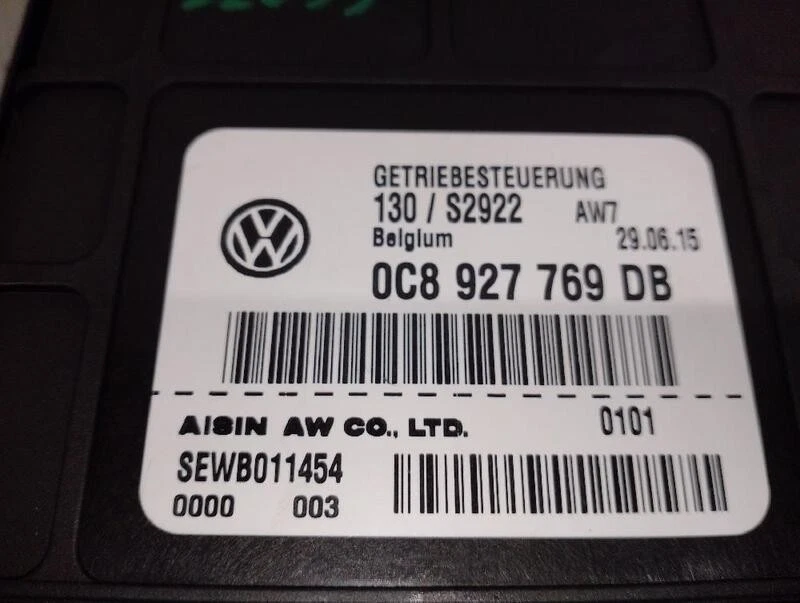 GETRIEBESTEUERUNG
130 / S2922 AW7
Belgium 29.06.15
0C8 927 769 DB
AISIN AW CO., LTD. 0101
SEWB011454
0000 003